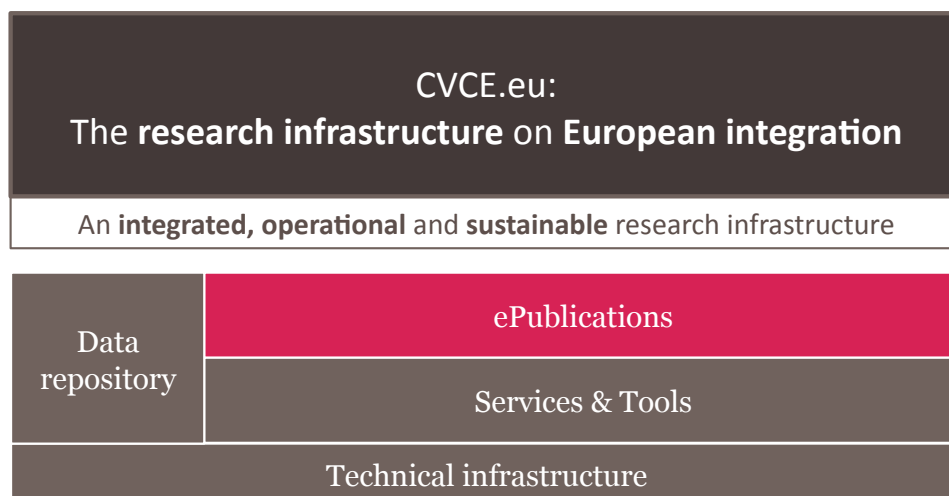 CVCE.eu:
The research infrastructure on European integration
An integrated, operational and sustainable research infrastructure
Data
repository
ePublications
Services & Tools
Technical infrastructure